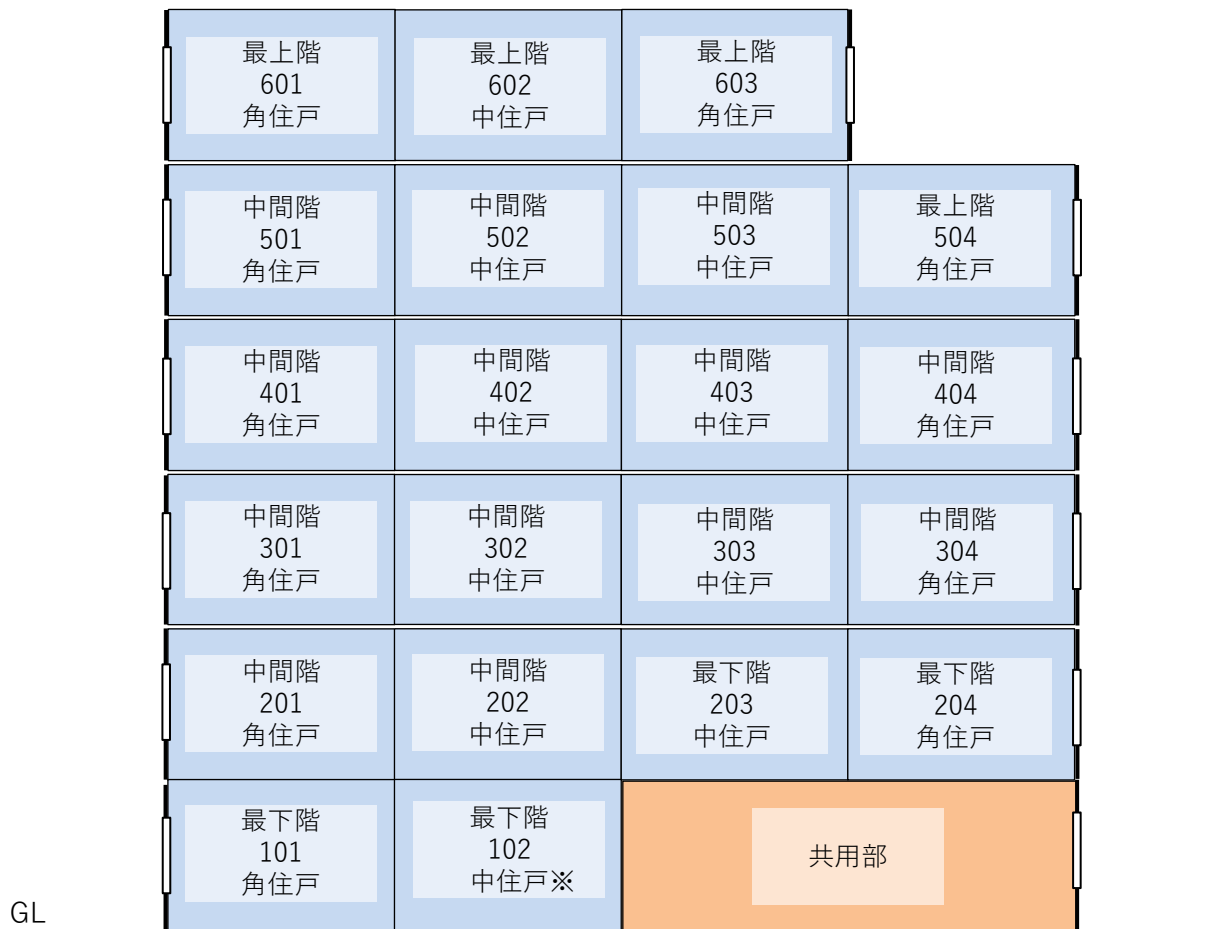 最上階
601
角住戸
最上階
602
中住戸
最上階
603
角住戸
中間階
501
角住戸
中間階
502
中住戸
中間階
503
中住戸
最上階
504
角住戸
中間階
401
角住戸
中間階
402
中住戸
中間階
403
中住戸
中間階
404
角住戸
中間階
301
角住戸
中間階
302
中住戸
中間階
303
中住戸
中間階
304
角住戸
中間階
201
角住戸
中間階
202
中住戸
最下階
203
中住戸
最下階
204
角住戸
最下階
101
角住戸
最下階
102
中住戸※
共用部
GL